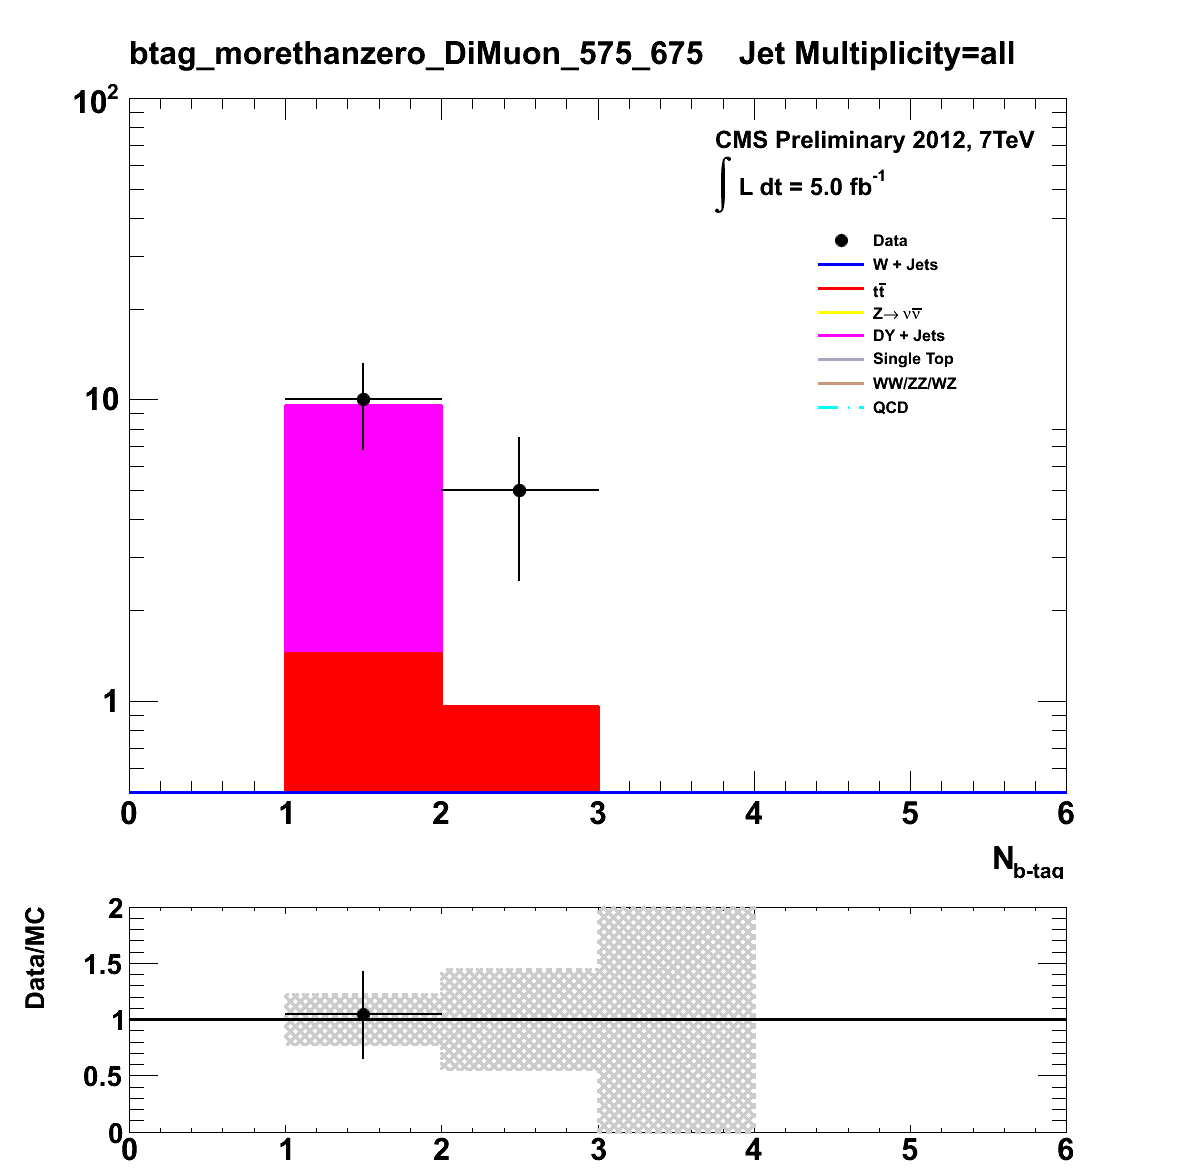 btag_morethanzero_DiMuon_575_675 Jet Multiplicity=all
10²
CMS Preliminary 2012, 7TeV
∫ L dt = 5.0 fb⁻¹
Data
W + Jets
tt̅
Z→ νν̅
DY + Jets
Single Top
WW/ZZ/WZ
QCD
10
1
0 1 2 3 4 5 6
N b-tag
Data/MC
2
1.5
1
0.5
0
0 1 2 3 4 5 6